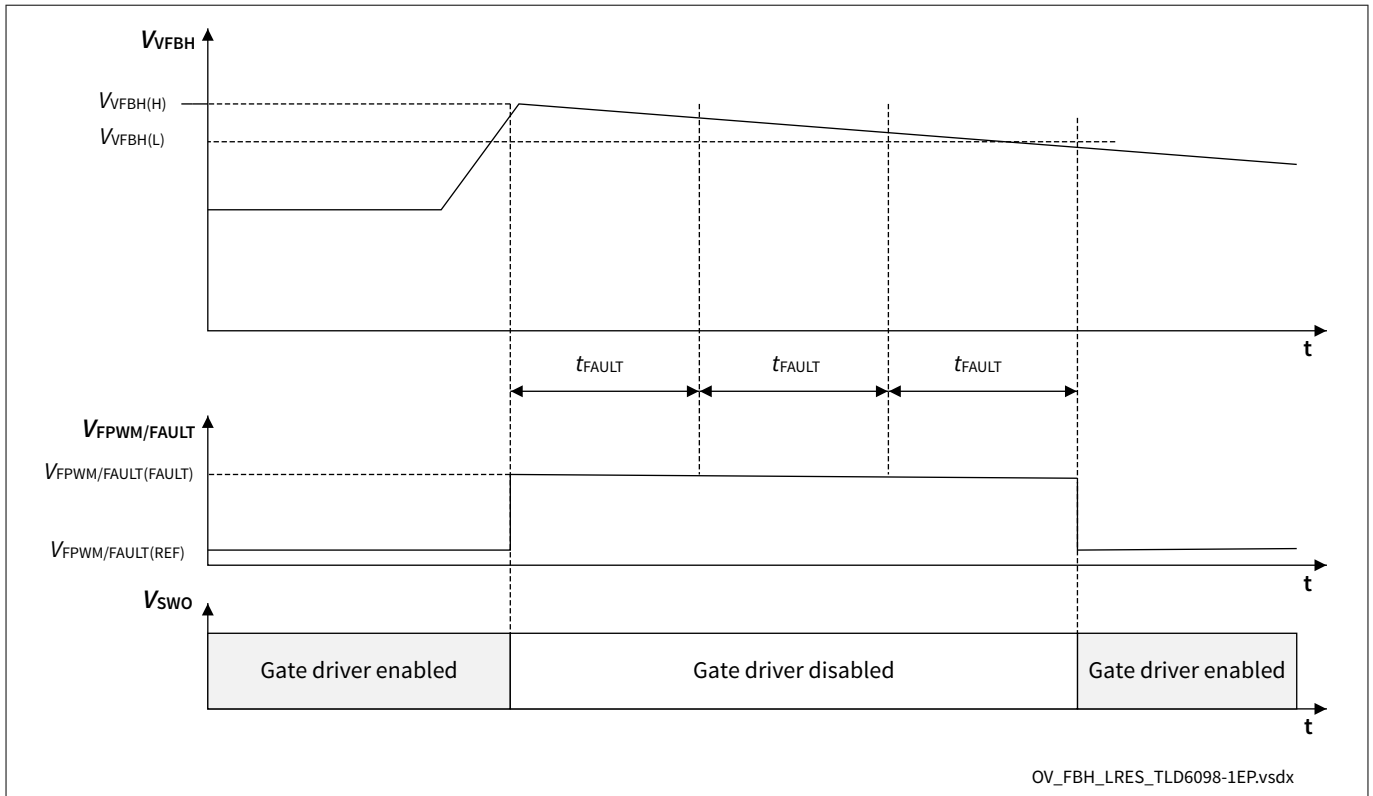 VVFBH
VVFBH(H)
VVFBH(L)
t
tFAULT tFAULT tFAULT
VFPWM/FAULT
VFPWM/FAULT(FAULT)
VFPWM/FAULT(REF)
t
VSWO
Gate driver enabled Gate driver disabled Gate driver enabled
t
OV_FBH_LRES_TLD6098-1EP.vsdx